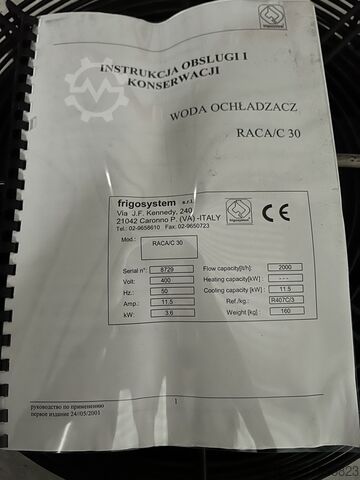 frigosystem
INSTRUKCJA OBSLUGI I
KONSERWACJI
WODA OCHŁADZACZ
RACA/C 30
frigosystem s.r.l.
Via J.F. Kennedy, 240
21042 Caronno P. (VA) -ITALY
Tel.: 02-9658610 Fax: 02-9650723
CE
Mod.: RACA/C 30
Serial n°: 8729 Flow capacity[lt/h]: 2000
Volt: 400 Heating capacity[kW]: ---
Hz.: 50 Cooling capacity [kW]: 11.5
Amp.: 11.5 Ref./kg.: R407C/3
kW: 3.6 Weight [kg]: 160
1
руководство по применению
первое издание 24//05/2001